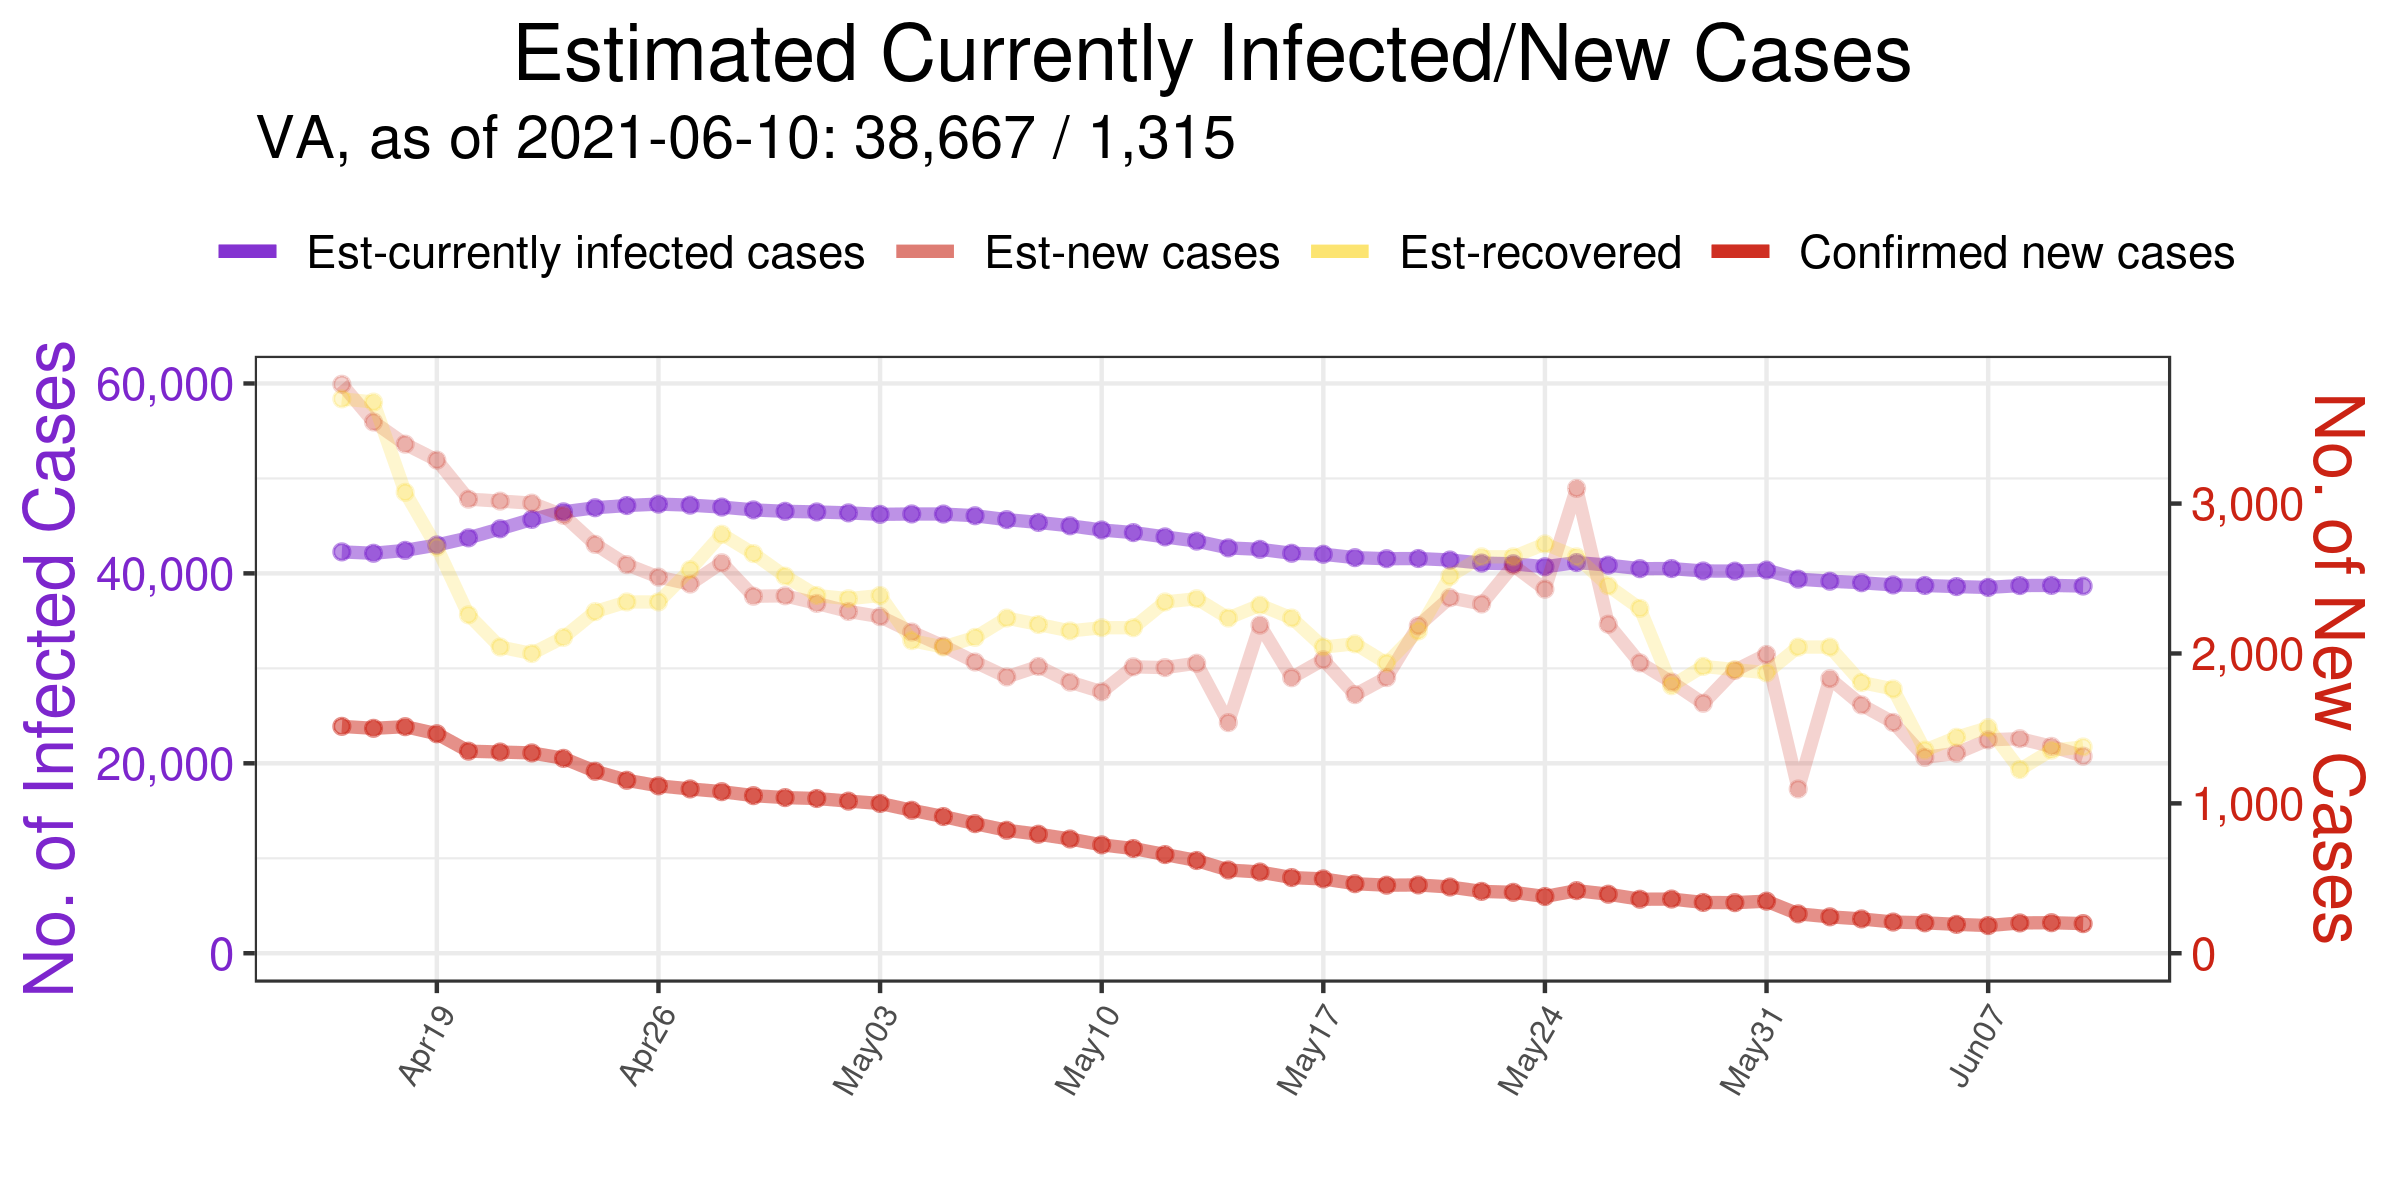 Estimated Currently Infected/New Cases
VA, as of 2021-06-10: 38,667 / 1,315
Est-currently infected cases Est-new cases Est-recovered Confirmed new cases
No. of Infected Cases
60,000
40,000
20,000
0
3,000
2,000
1,000
0
No. of New Cases
Apr19 Apr26 May03 May10 May17 May24 May31 Jun07